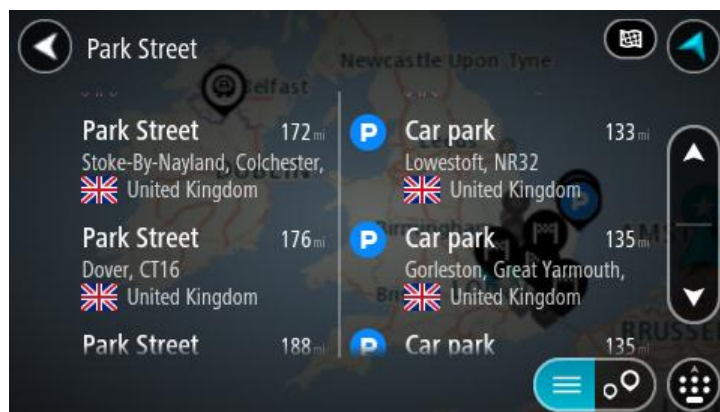 Park Street
Newcastle Upon Tyne
Belfast
Park Street 172 mi
Stoke-By-Nayland, Colchester,
United Kingdom
Park Street 176 mi
Dover, CT16
United Kingdom
Park Street 188 mi
P Car park 133 mi
Lowestoft, NR32
United Kingdom
P Car park 135 mi
Gorleston, Great Yarmouth,
United Kingdom
P Car park 135 mi
DUBLIN
Birmingham